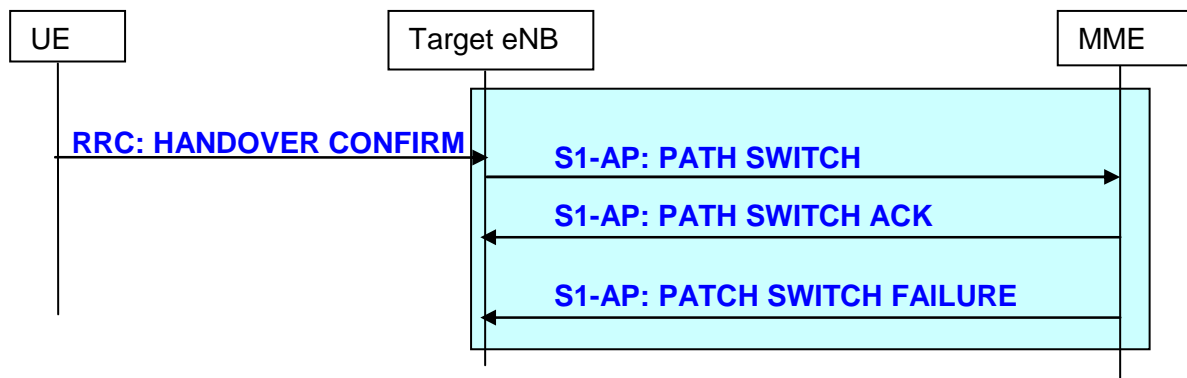 UE
Target eNB
MME
RRC: HANDOVER CONFIRM
S1-AP: PATH SWITCH
S1-AP: PATH SWITCH ACK
S1-AP: PATCH SWITCH FAILURE